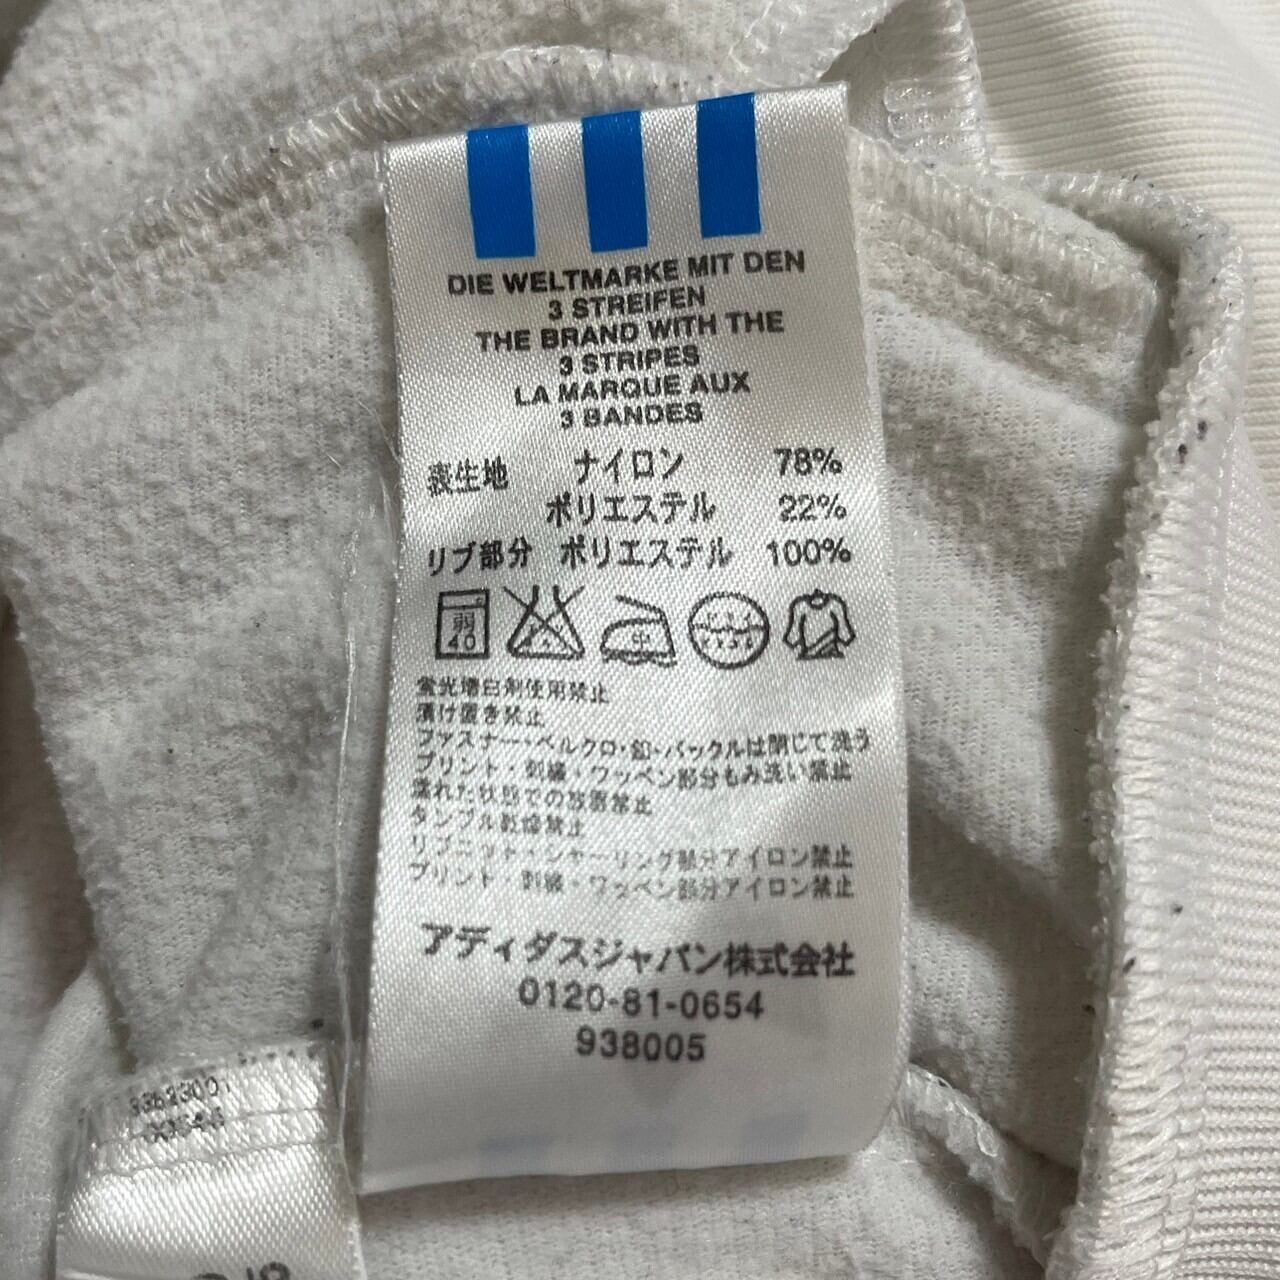 DIE WELTMARKE MIT DEN
3 STREIFEN
THE BRAND WITH THE
3 STRIPES
LA MARQUE AUX
3 BANDES
表生地 ナイロン 78%
ポリエステル 22%
リブ部分 ポリエステル 100%
弱
40
中
蛍光増白剤使用禁止
漬け置き禁止
ファスナー・ベルクロ・釦・バックルは閉じて洗う
プリント・刺繍・ワッペン部分もみ洗い禁止
濡れた状態での放置禁止
タンブル乾燥禁止
リブニット・シャーリング部分アイロン禁止
プリント・刺繍・ワッペン部分アイロン禁止
アディダスジャパン株式会社
0120-81-0654
938005